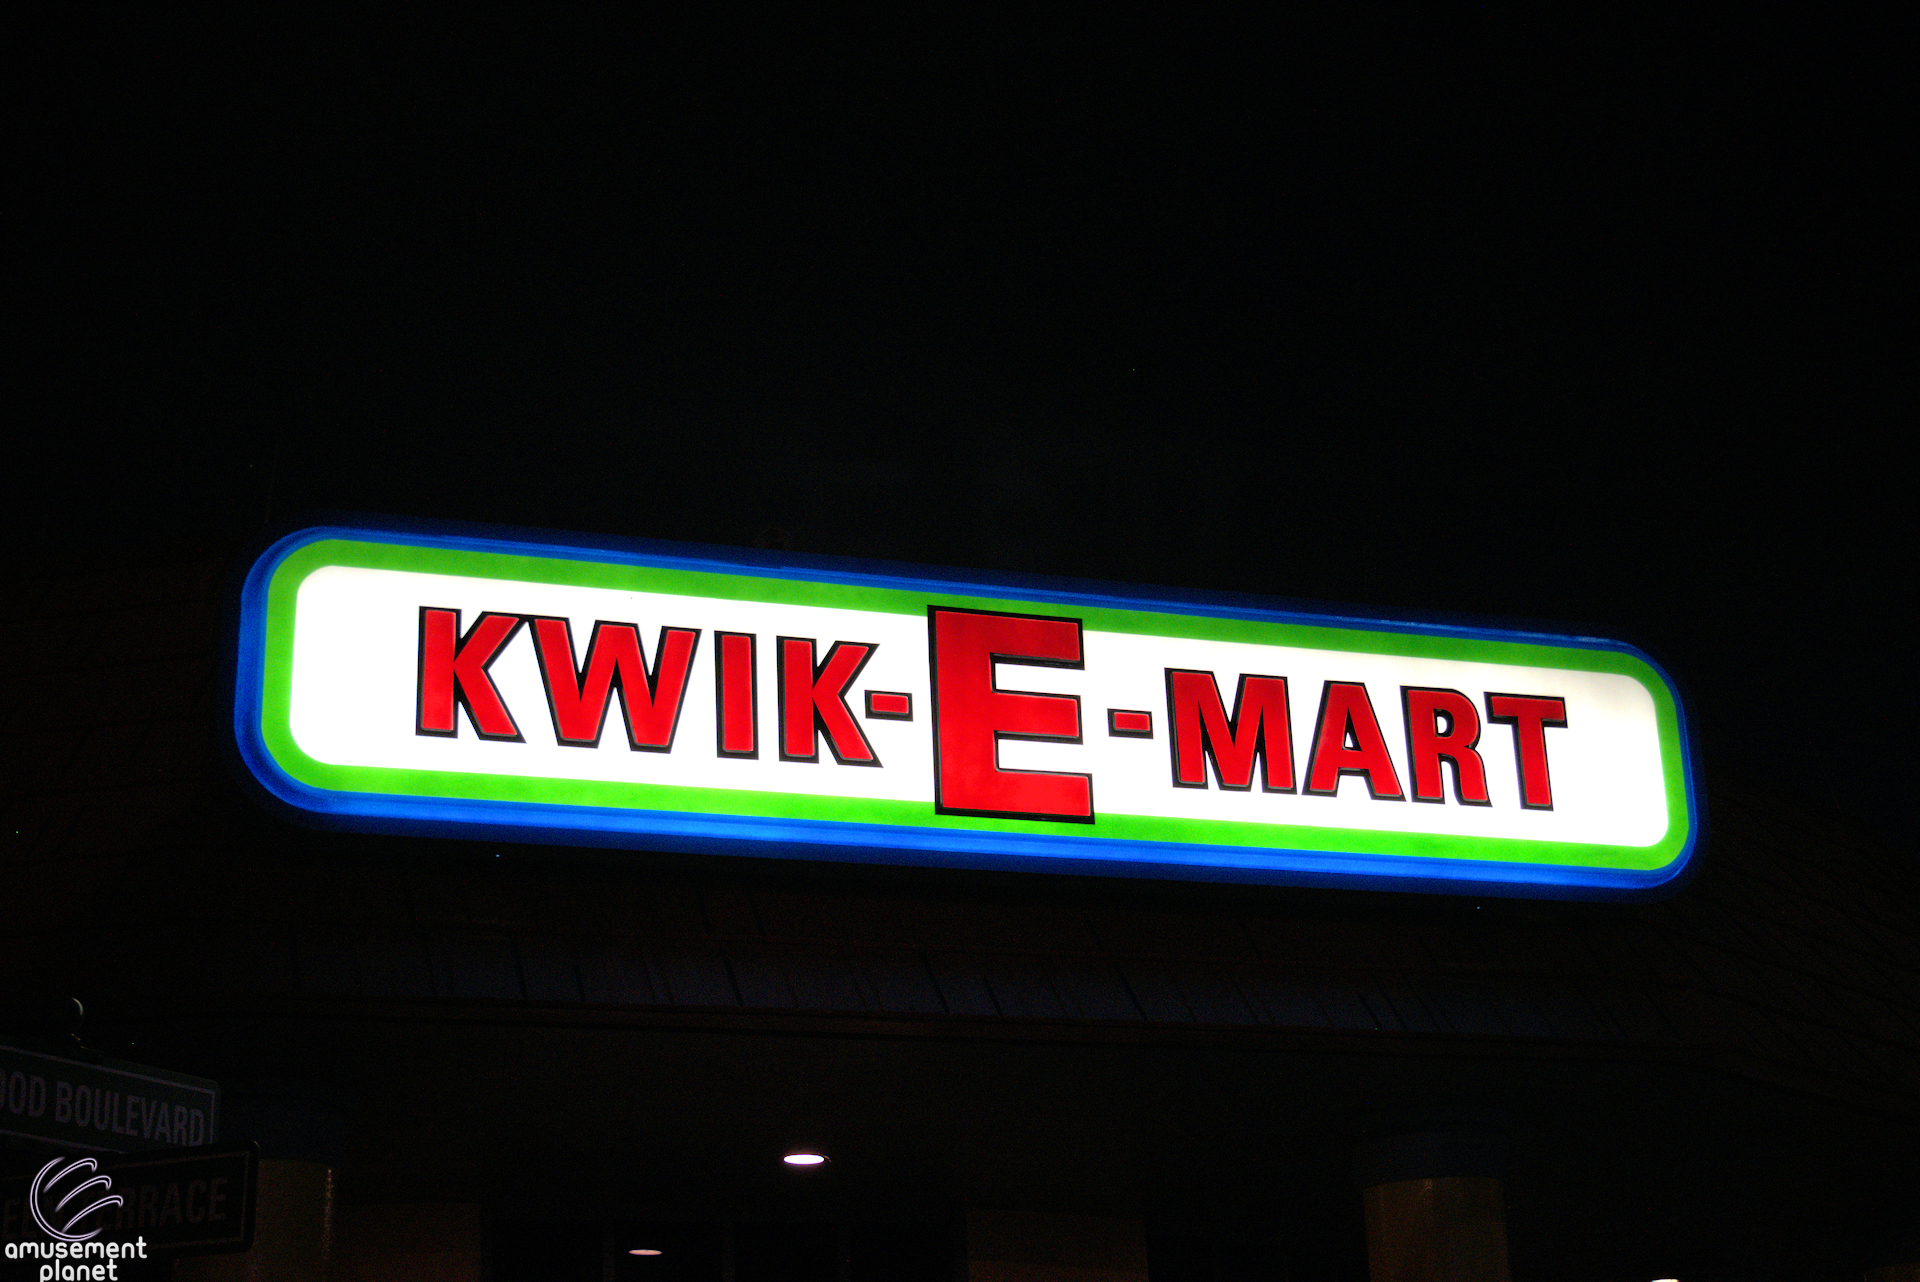 KWIK-E-MART
BOULEVARD
amusement
planet